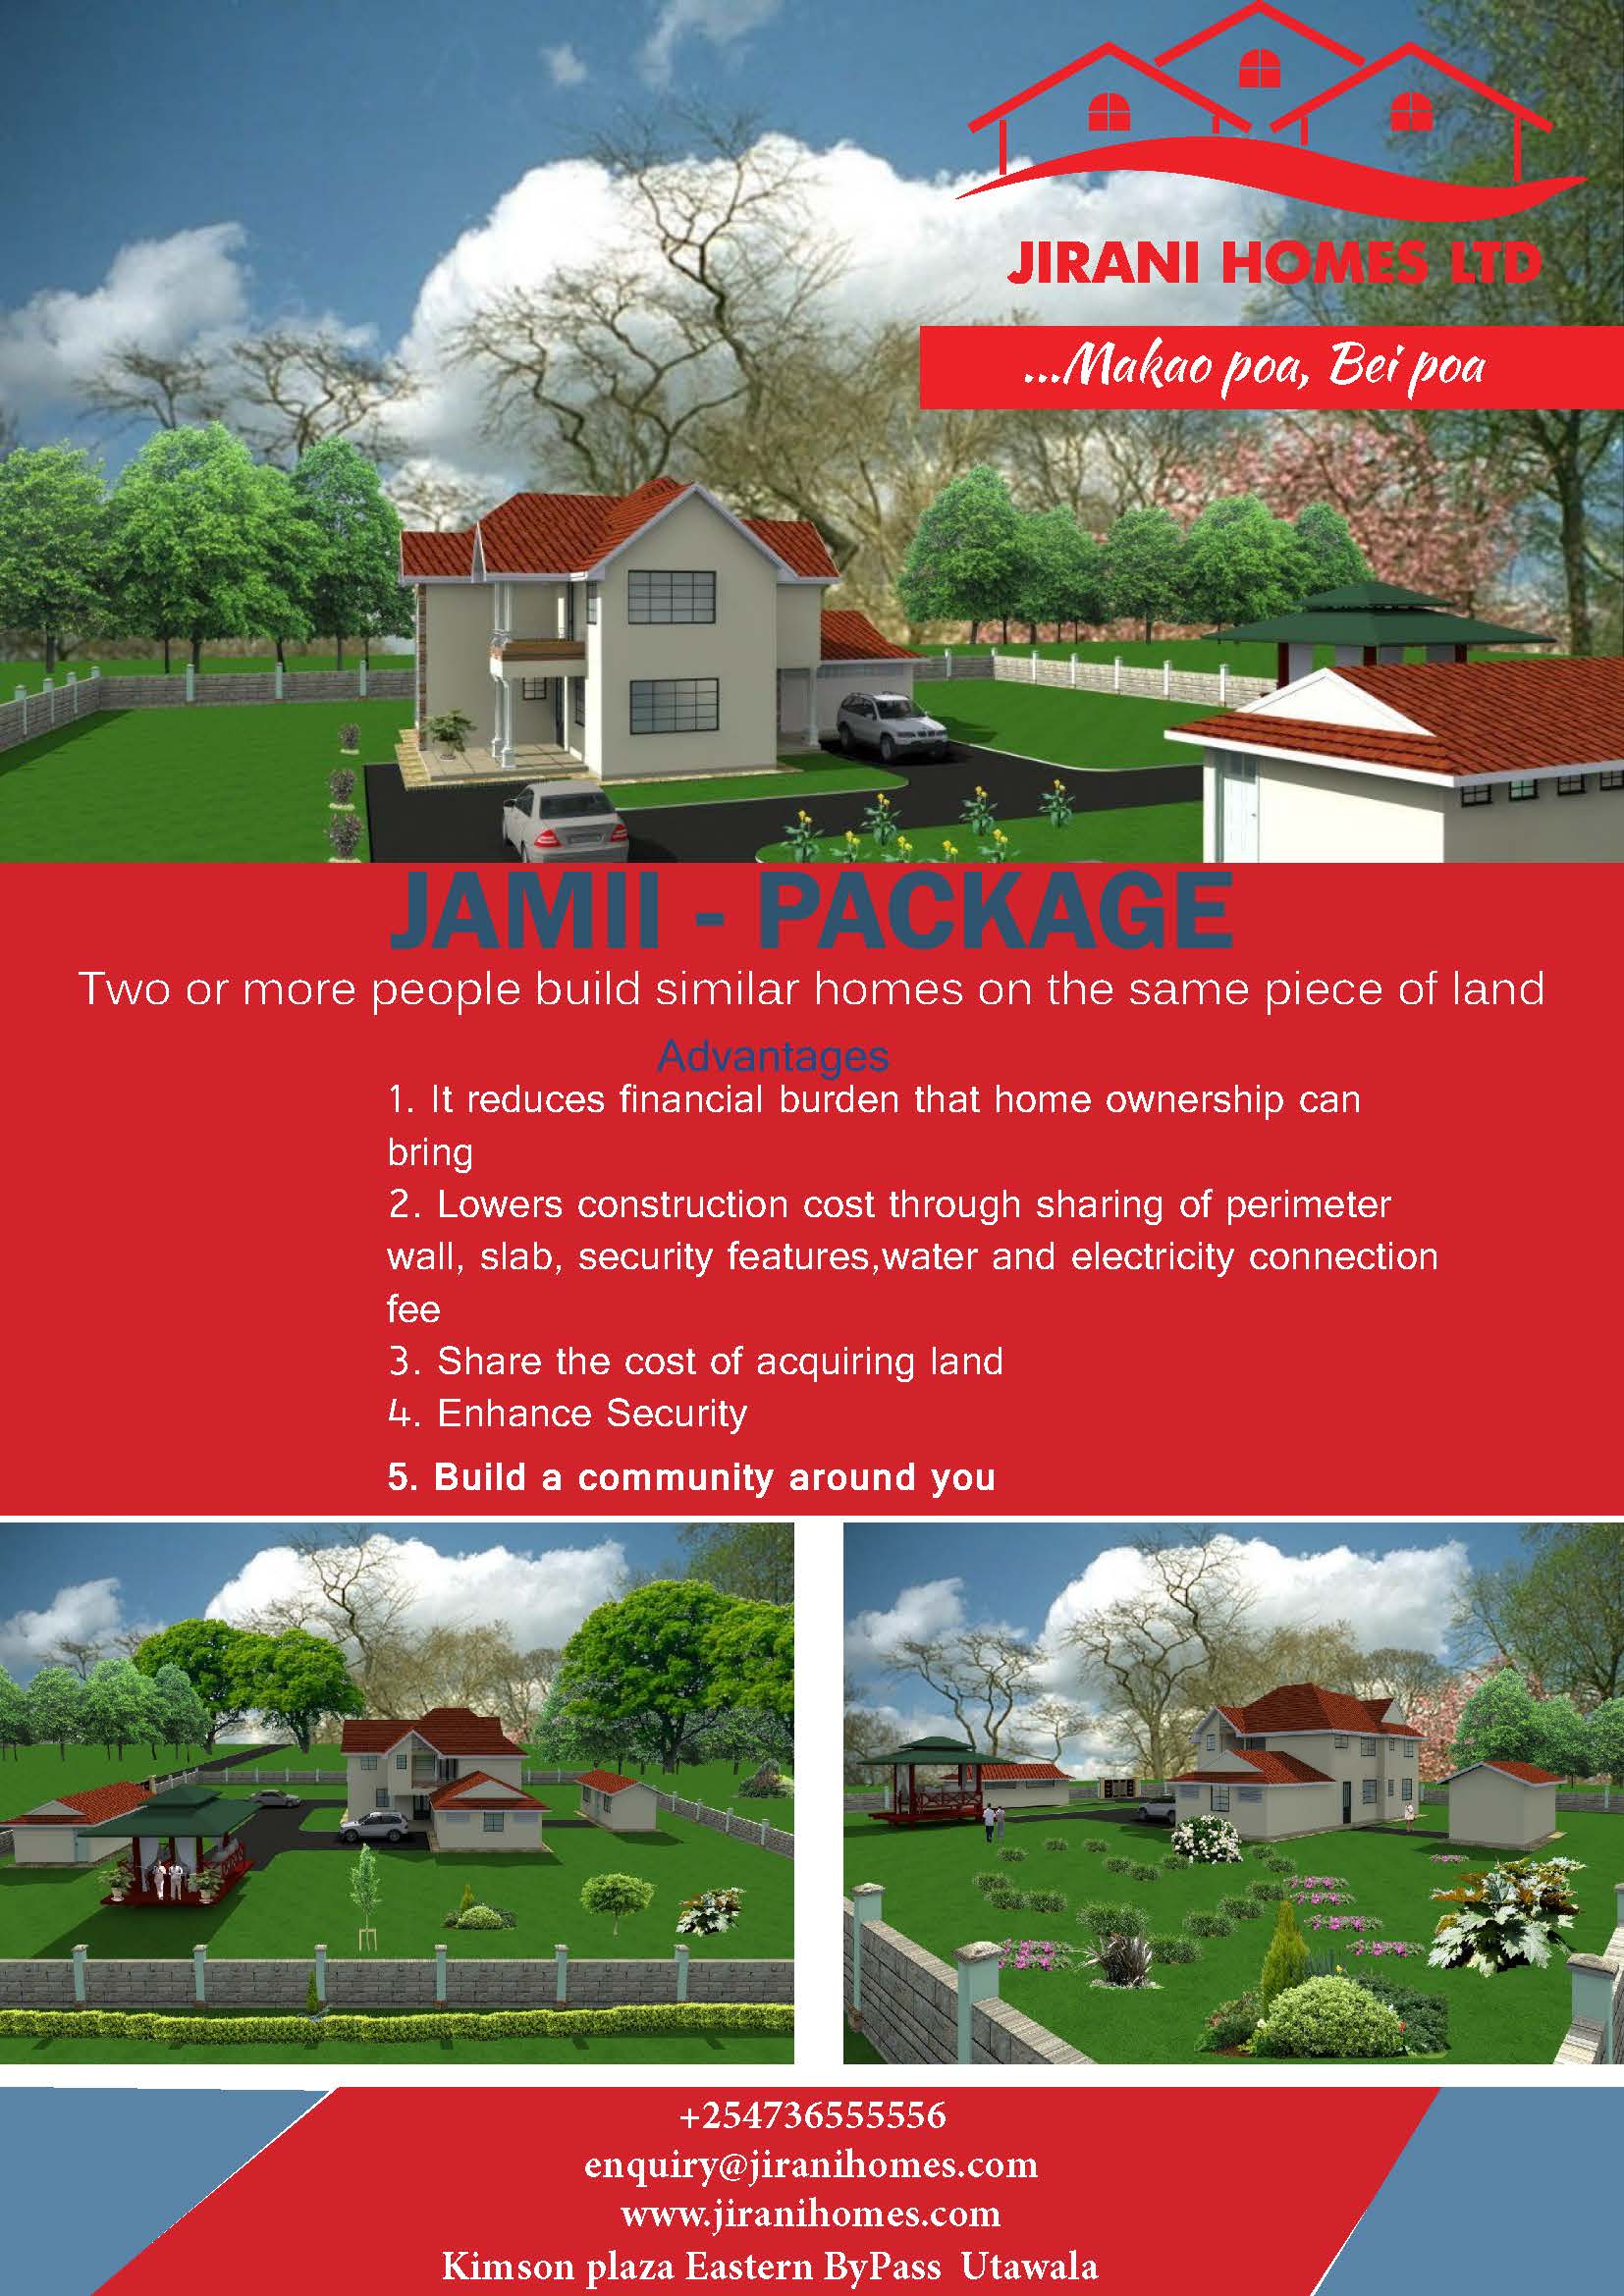 JIRANI HOMES LTD
...Makao poa, Bei poa
JAMII - PACKAGE
Two or more people build similar homes on the same piece of land
Advantages
1. It reduces financial burden that home ownership can
bring
2. Lowers construction cost through sharing of perimeter
wall, slab, security features,water and electricity connection
fee
3. Share the cost of acquiring land
4. Enhance Security
5. Build a community around you
+254736555556
enquiry@jiranihomes.com
www.jiranihomes.com
Kimson plaza Eastern ByPass Utawala